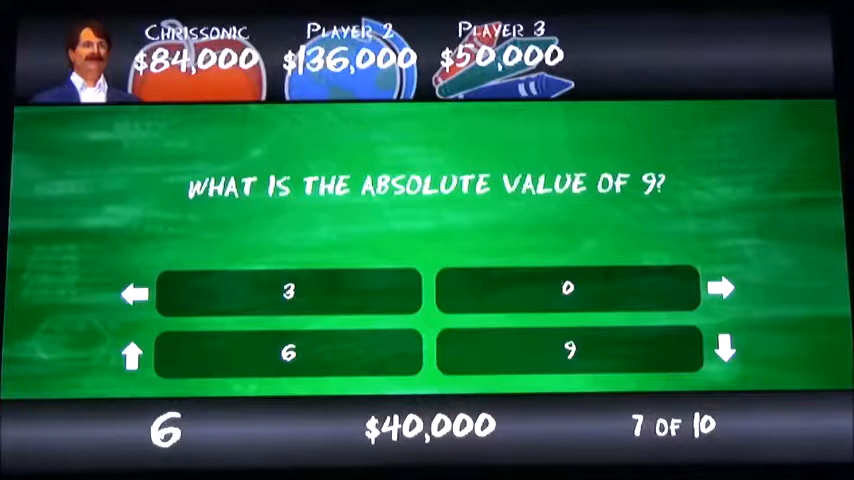 CHRISSONIC
$84,000
PLAYER 2
$136,000
PLAYER 3
$50,000
WHAT IS THE ABSOLUTE VALUE OF 9?
3
0
6
9
6
$40,000
7 OF 10